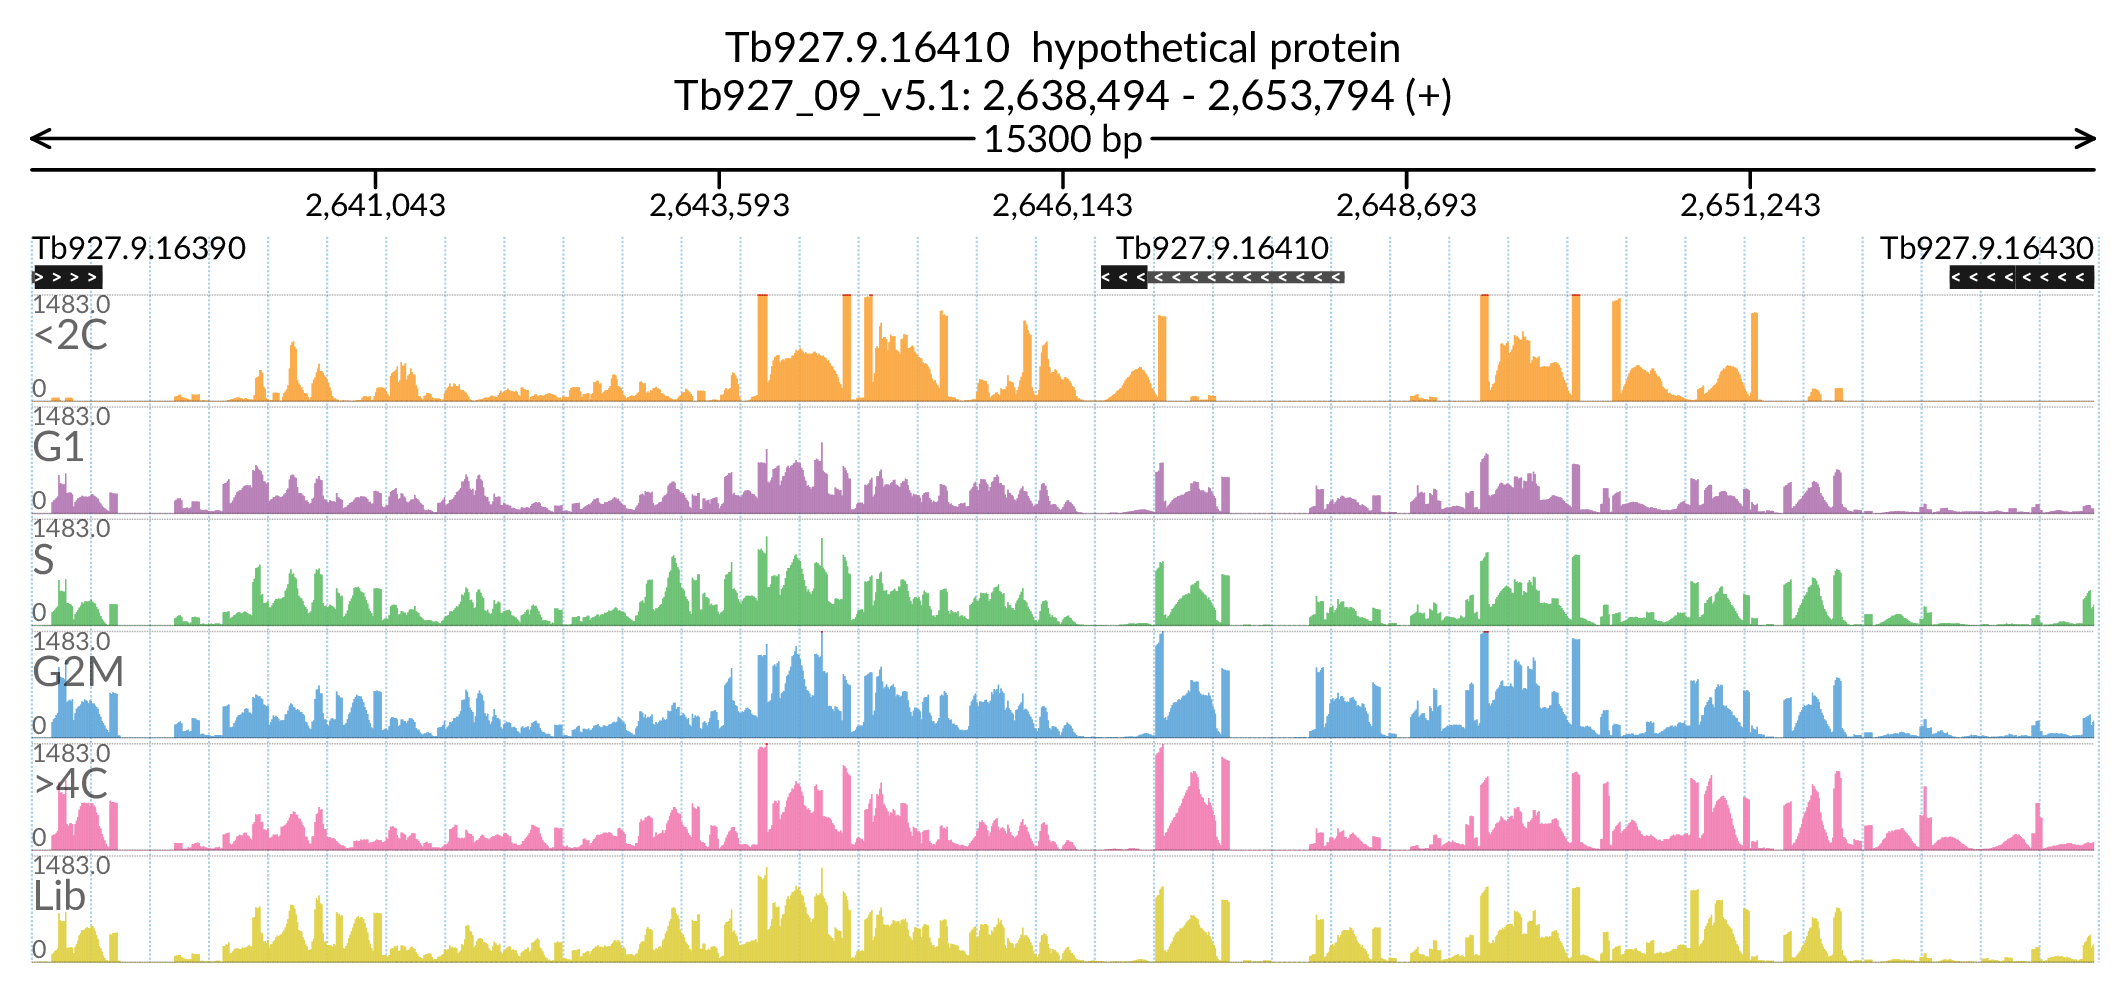 Tb927.9.16410 hypothetical protein
Tb927_09_v5.1: 2,638,494 - 2,653,794 (+)
15300 bp
2,641,043 2,643,593 2,646,143 2,648,693 2,651,243
Tb927.9.16390 Tb927.9.16410 Tb927.9.16430
1483.0
<2C
0
1483.0
G1
0
1483.0
S
0
1483.0
G2M
0
1483.0
>4C
0
1483.0
Lib
0